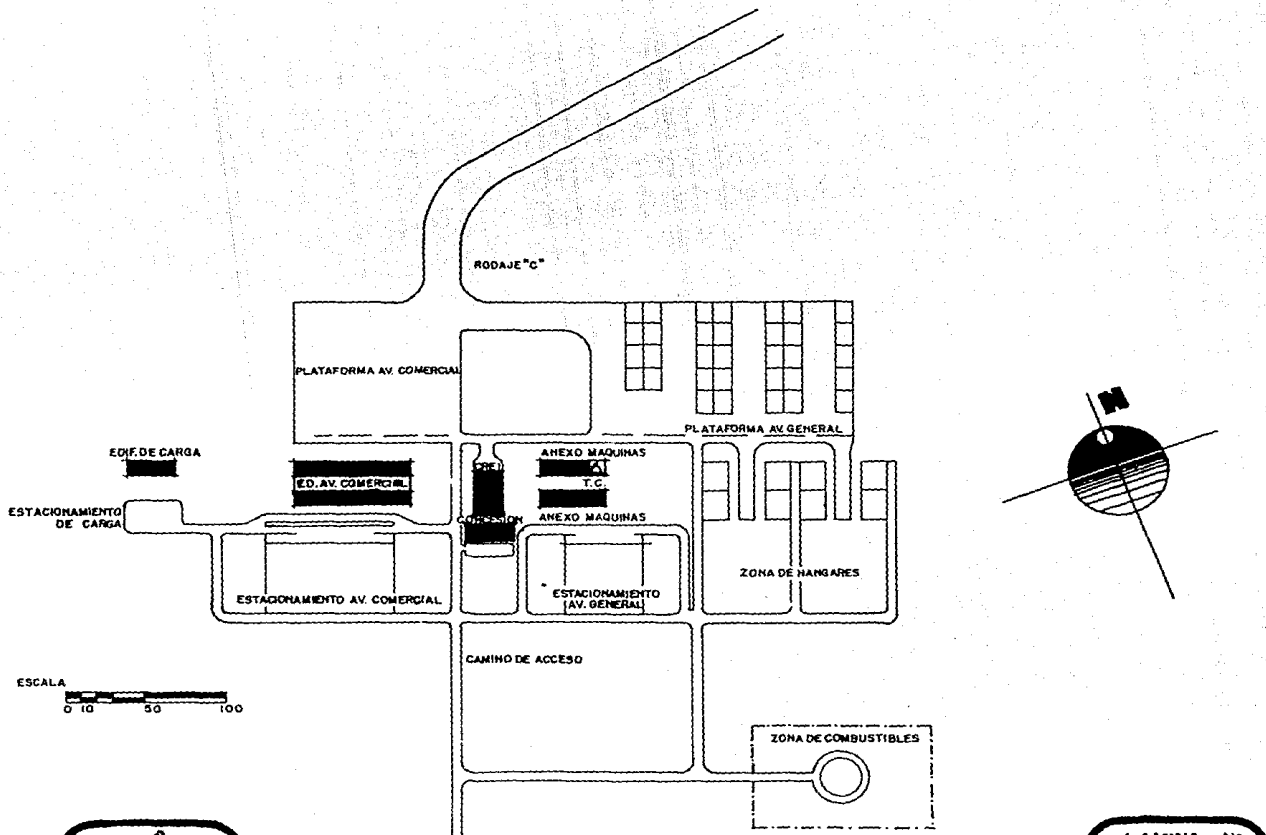 RODAJE "C"
PLATAFORMA AV. COMERCIAL
N
PLATAFORMA AV. GENERAL
EDIF. DE CARGA
ANEXO MAQUINAS
CREI
ED. AV. COMERCIAL
T.C.
ESTACIONAMIENTO
DE CARGA
CONCESION
ANEXO MAQUINAS
ZONA DE HANGARES
ESTACIONAMIENTO AV. COMERCIAL
ESTACIONAMIENTO
AV. GENERAL
CAMINO DE ACCESO
ESCALA
0 10 50 100
ZONA DE COMBUSTIBLES